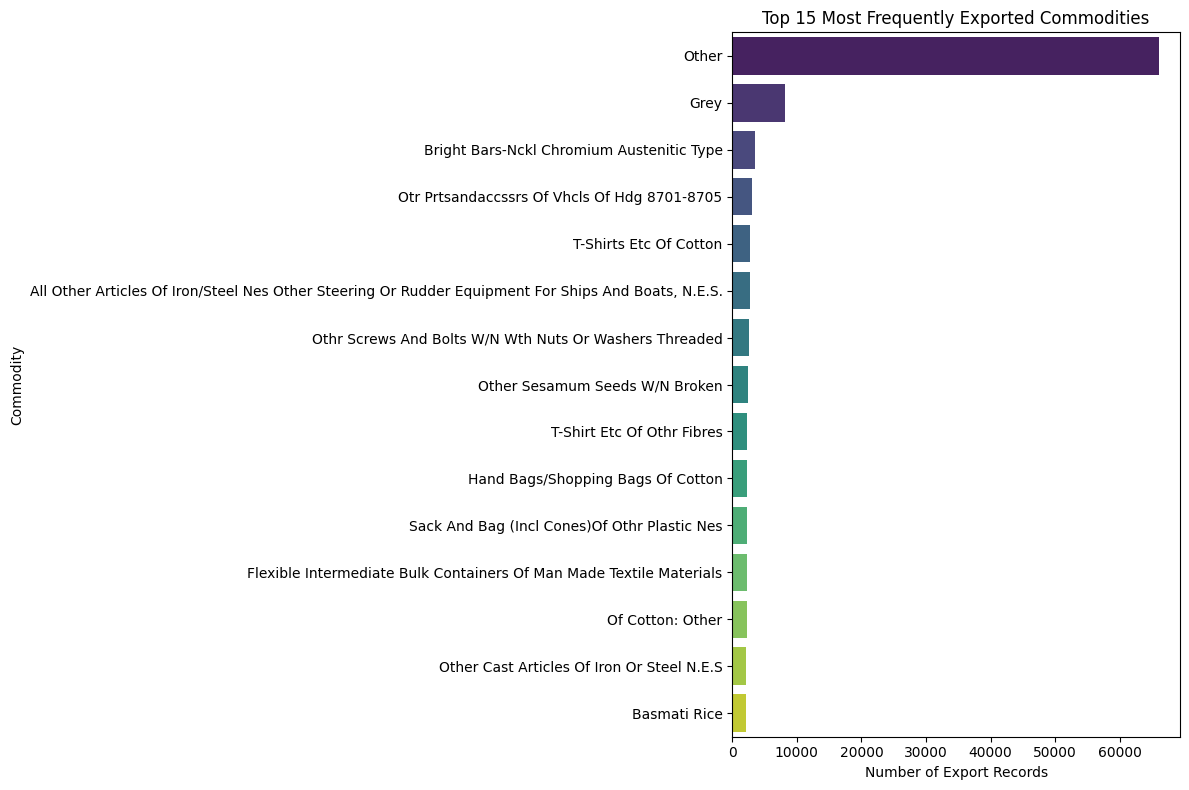 Top 15 Most Frequently Exported Commodities
Other
Grey
Bright Bars-Nckl Chromium Austenitic Type
Otr Prtsandaccssrs Of Vhcls Of Hdg 8701-8705
T-Shirts Etc Of Cotton
All Other Articles Of Iron/Steel Nes Other Steering Or Rudder Equipment For Ships And Boats, N.E.S.
Othr Screws And Bolts W/N Wth Nuts Or Washers Threaded
Other Sesamum Seeds W/N Broken
T-Shirt Etc Of Othr Fibres
Hand Bags/Shopping Bags Of Cotton
Sack And Bag (Incl Cones)Of Othr Plastic Nes
Flexible Intermediate Bulk Containers Of Man Made Textile Materials
Of Cotton: Other
Other Cast Articles Of Iron Or Steel N.E.S
Basmati Rice
Commodity
0 10000 20000 30000 40000 50000 60000
Number of Export Records